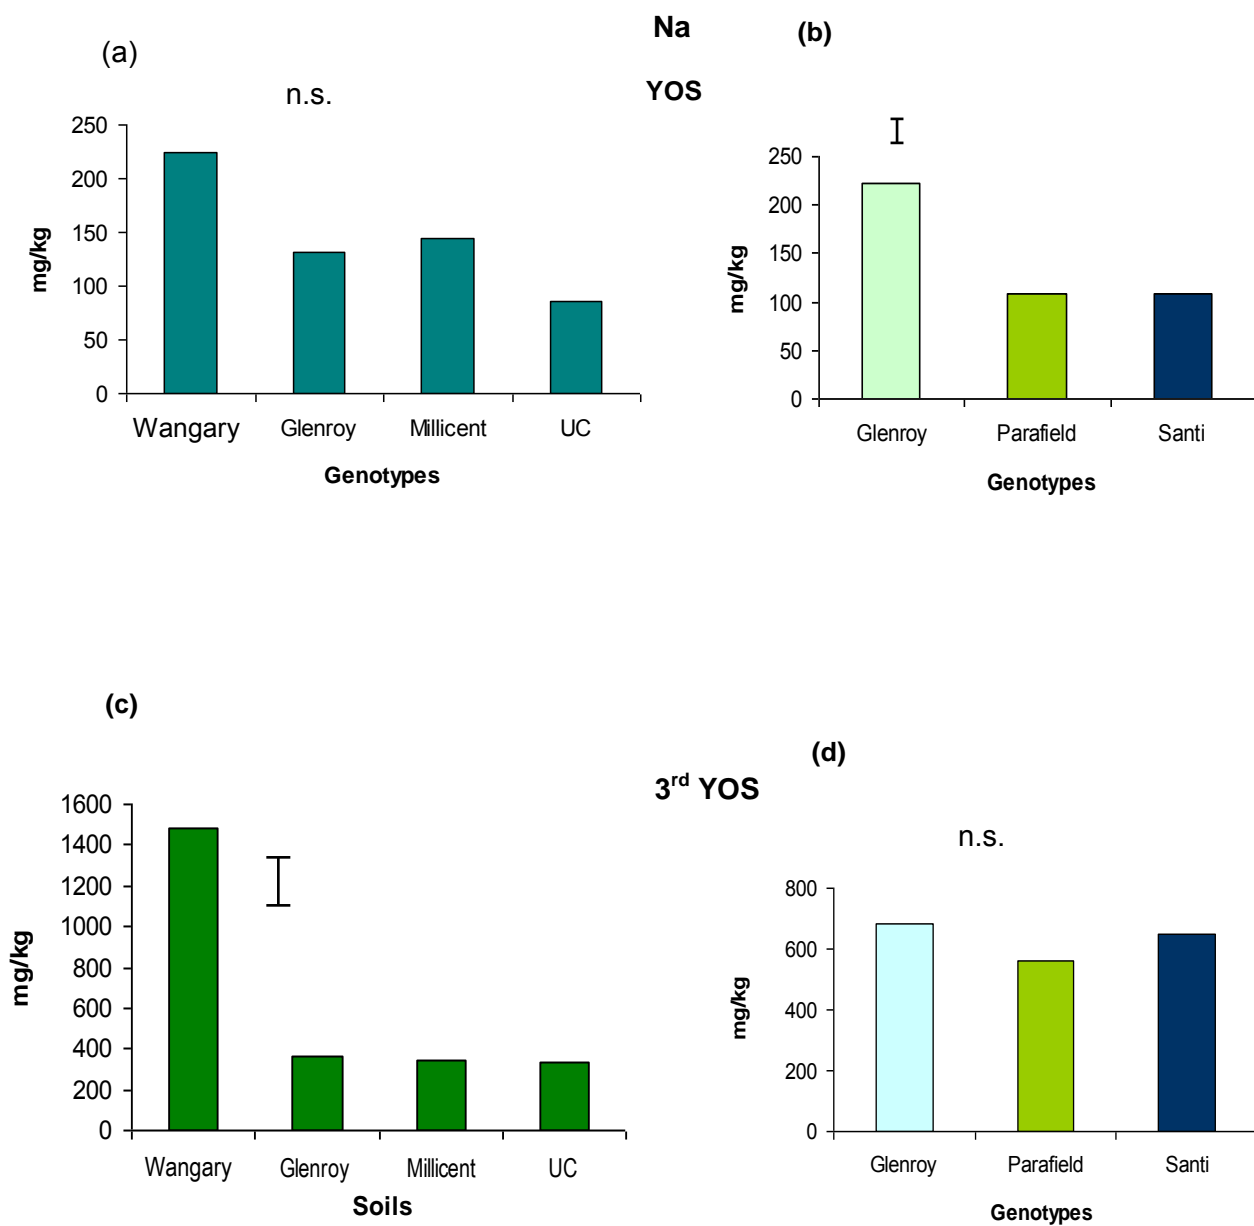 Na
(a)
(b)
YOS
n.s.
250
200
150
100
50
0
mg/kg
Wangary Glenroy Millicent UC
Genotypes
250
200
150
100
50
0
mg/kg
Glenroy Parafield Santi
Genotypes
(c)
(d)
3rd YOS
1600
1400
1200
1000
800
600
400
200
0
mg/kg
Wangary Glenroy Millicent UC
Soils
n.s.
800
600
400
200
0
mg/kg
Glenroy Parafield Santi
Genotypes